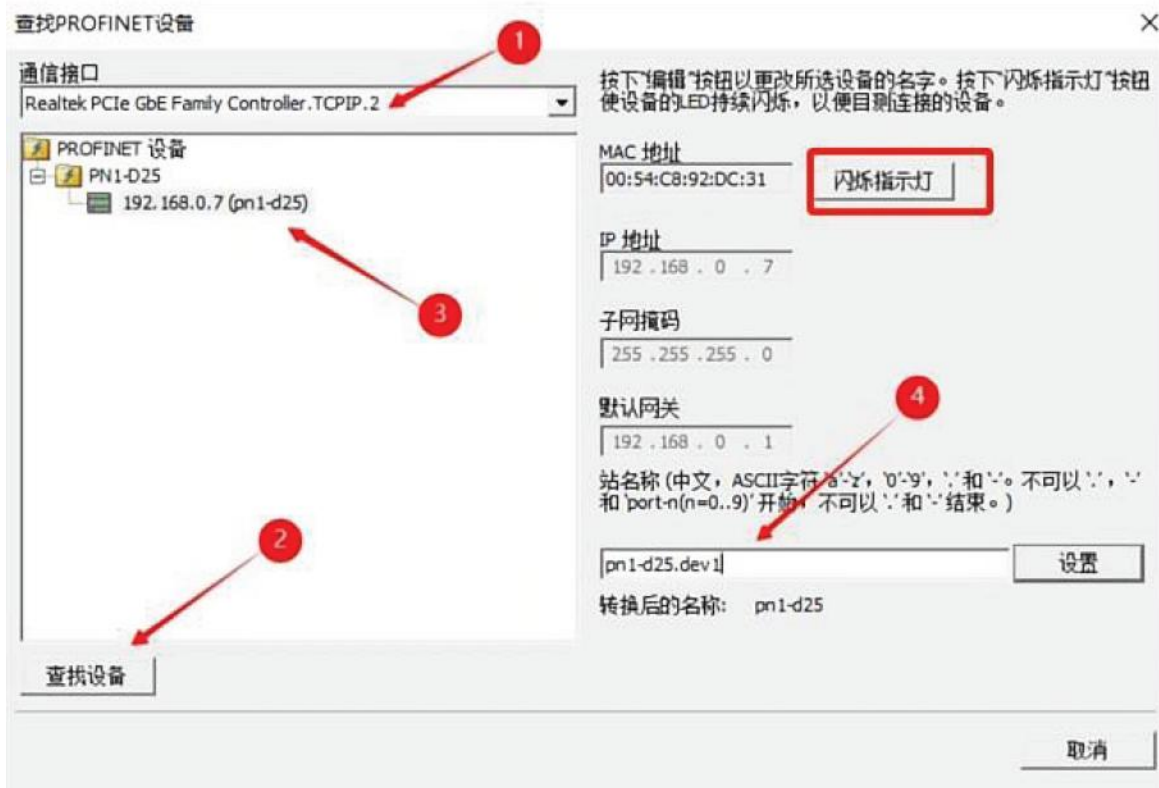 查找PROFINET设备
1
通信接口
Realtek PCIe GbE Family Controller.TCPIP.2
PROFINET 设备
PN1-D25
192.168.0.7 (pn1-d25)
3
2
查找设备
按下"编辑"按钮以更改所选设备的名字。按下"闪烁指示灯"按钮
使设备的LED持续闪烁，以便目测连接的设备。
MAC 地址
00:54:C8:92:DC:31
闪烁指示灯
IP 地址
192 .168 . 0 . 7
子网掩码
255 .255 .255 . 0
默认网关
4
192 .168 . 0 . 1
站名称 (中文，ASCII字符 'a'-'z'，'0'-'9'，'.' 和 '-'。不可以 '.'，'-'
和 'port-n(n=0..9)' 开始，不可以 '.' 和 '-' 结束。)
pn1-d25.dev1
设置
转换后的名称: pn1-d25
取消